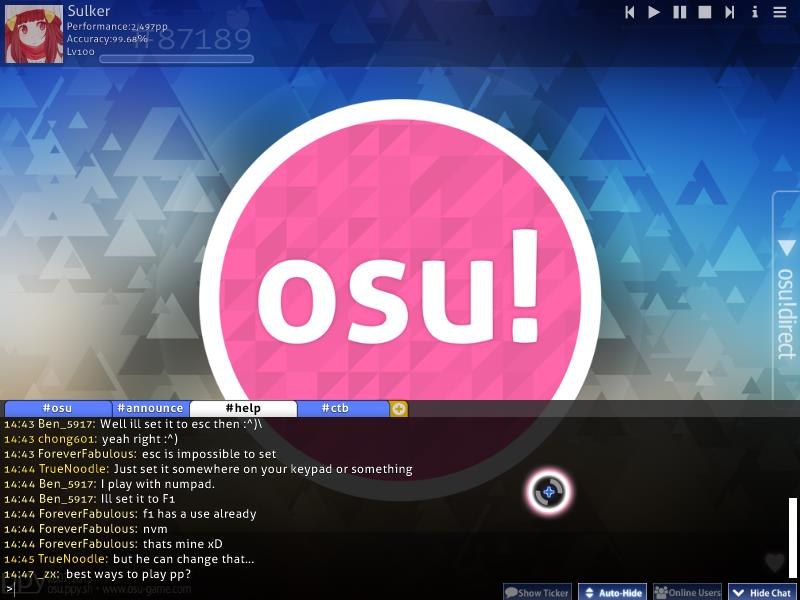 Sulker
Performance:2,497pp
Accuracy:99.68%
Lv100
#87189
osu!
osu!direct
#osu
#announce
#help
#ctb
14:43 Ben_5917: Well ill set it to esc then :^)\
14:43 chong601: yeah right :^)
14:43 ForeverFabulous: esc is impossible to set
14:44 TrueNoodle: Just set it somewhere on your keypad or something
14:44 Ben_5917: I play with numpad.
14:44 Ben_5917: Ill set it to F1
14:44 ForeverFabulous: f1 has a use already
14:44 ForeverFabulous: nvm
14:44 ForeverFabulous: thats mine xD
14:45 TrueNoodle: but he can change that...
14:47 _zx: best ways to play pp?
>
ppy
osu.ppy.sh - www.osu-game.com
Show Ticker
Auto-Hide
Online Users
Hide Chat